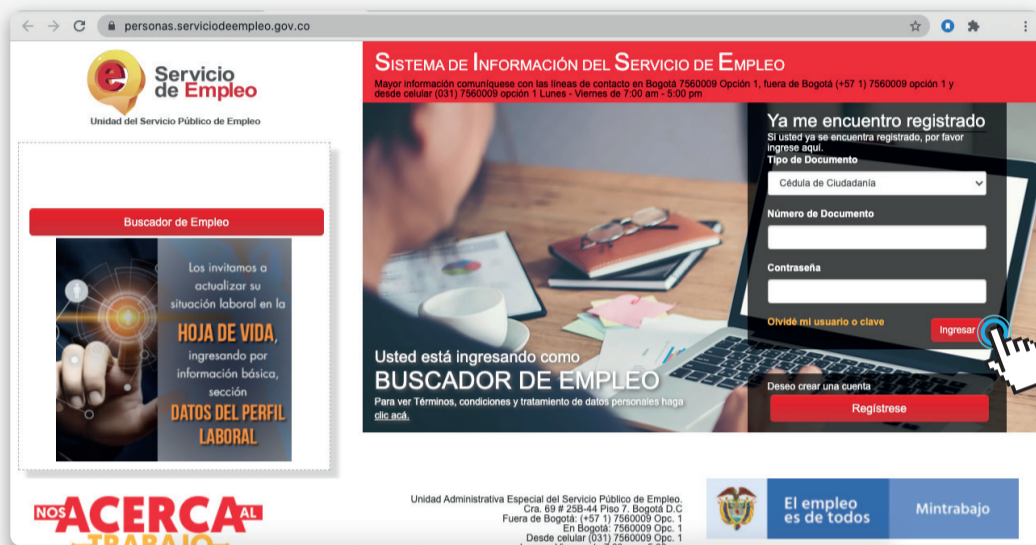 personas.serviciodeempleo.gov.co
Servicio
de Empleo
Unidad del Servicio Público de Empleo
Buscador de Empleo
Los invitamos a
actualizar su
situación laboral en la
HOJA DE VIDA,
ingresando por
información básica,
sección
DATOS DEL PERFIL
LABORAL
NOS ACERCA AL
TRABAJO
SISTEMA DE INFORMACIÓN DEL SERVICIO DE EMPLEO
Mayor información comuníquese con las líneas de contacto en Bogotá 7560009 Opción 1, fuera de Bogotá (+57 1) 7560009 opción 1 y
desde celular (031) 7560009 opción 1 Lunes - Viernes de 7:00 am - 5:00 pm
Ya me encuentro registrado
Si usted ya se encuentra registrado, por favor
ingrese aquí.
Tipo de Documento
Cédula de Ciudadanía
Número de Documento
Contraseña
Olvidé mi usuario o clave
Ingresar
Usted está ingresando como
BUSCADOR DE EMPLEO
Para ver Términos, condiciones y tratamiento de datos personales haga
clic acá.
Deseo crear una cuenta
Regístrese
Unidad Administrativa Especial del Servicio Público de Empleo.
Cra. 69 # 25B-44 Piso 7. Bogotá D.C
Fuera de Bogotá: (+57 1) 7560009 Opc. 1
En Bogotá: 7560009 Opc. 1
Desde celular (031) 7560009 Opc. 1
El empleo
es de todos
Mintrabajo